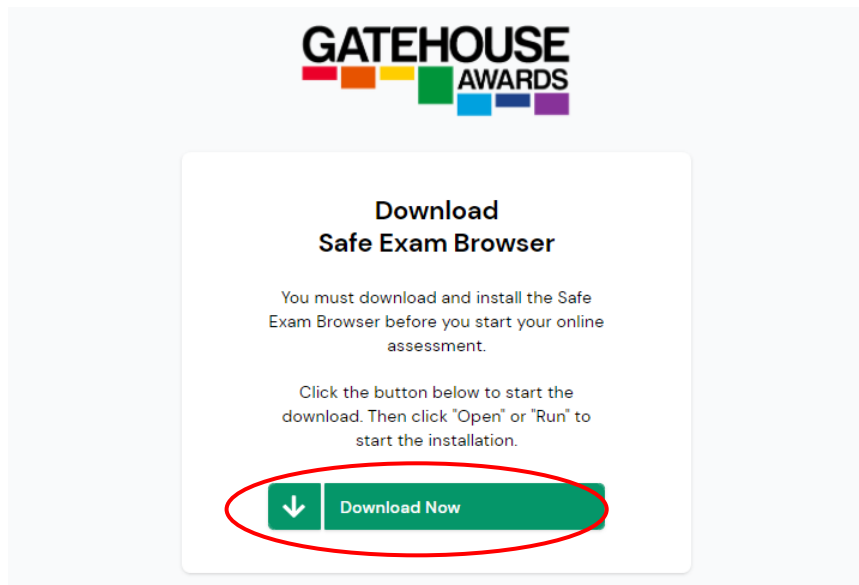 GATEHOUSE
AWARDS
Download
Safe Exam Browser
You must download and install the Safe
Exam Browser before you start your online
assessment.
Click the button below to start the
download. Then click "Open" or "Run" to
start the installation.
Download Now